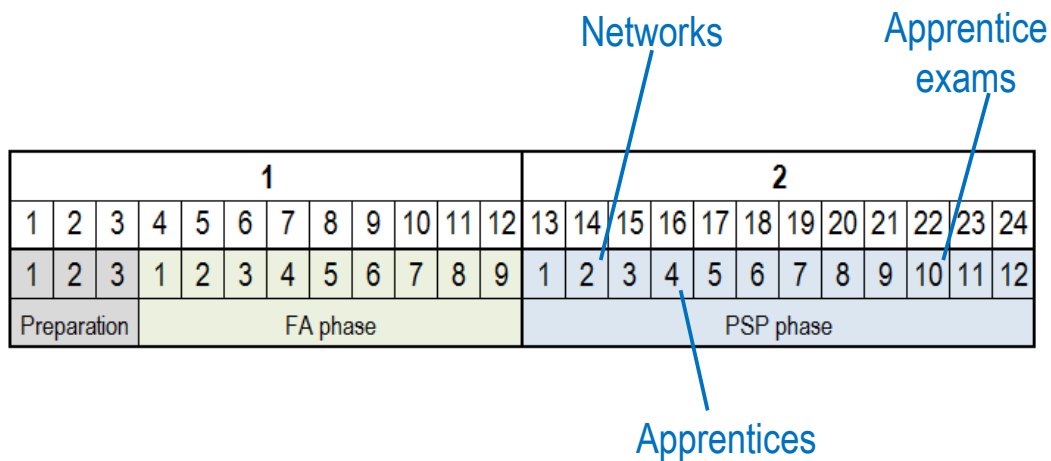 Networks
Apprentice
exams
1 2
1 2 3 4 5 6 7 8 9 10 11 12 13 14 15 16 17 18 19 20 21 22 23 24
1 2 3 1 2 3 4 5 6 7 8 9 1 2 3 4 5 6 7 8 9 10 11 12
Preparation FA phase PSP phase
Apprentices